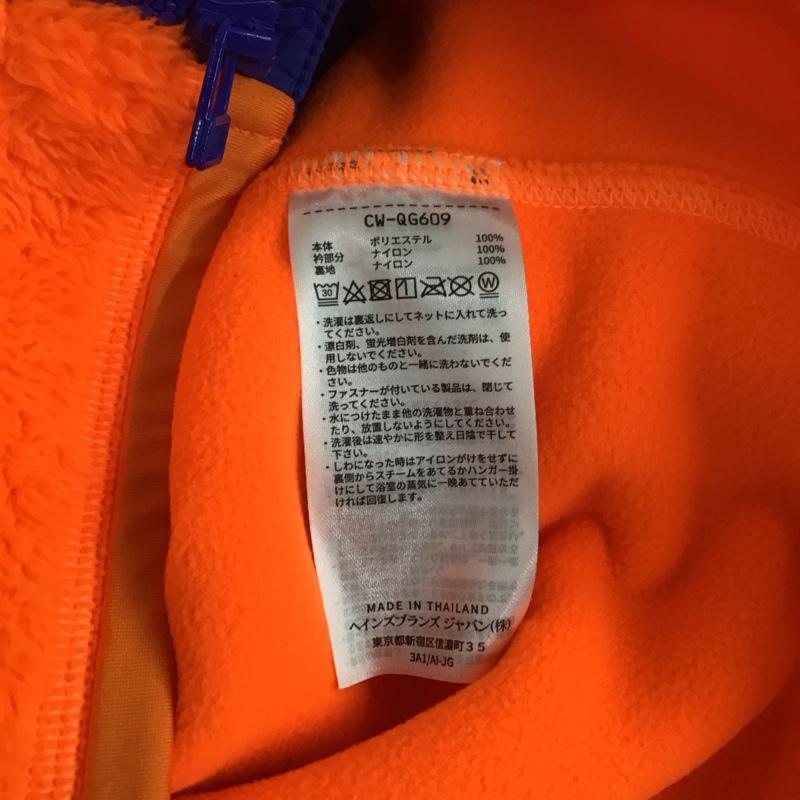 CW-QG609
本体 ポリエステル 100%
衿部分 ナイロン 100%
裏地 ナイロン 100%
30 W
・洗濯は裏返しにしてネットに入れて洗っ
てください。
・漂白剤、蛍光増白剤を含んだ洗剤は、使
用しないでください。
・色物は他のものと一緒に洗わないでくだ
さい。
・ファスナーが付いている製品は、閉じて
洗ってください。
・水につけたまま他の洗濯物と重ね合わせ
たり、放置しないようにしてください。
・洗濯後は速やかに形を整え日陰で干して
下さい。
・しわになった時はアイロンがけをせずに
裏側からスチームをあてるかハンガー掛
けにして浴室の蒸気に一晩あてていただ
ければ回復します。
MADE IN THAILAND
ヘインズブランズ ジャパン(株)
東京都新宿区信濃町35
3A1/AI-JG